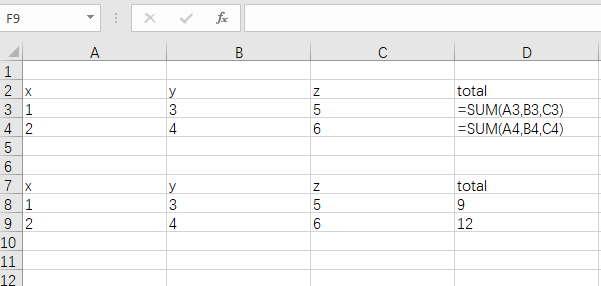 F9 fx
A B C D
1
2 x y z total
3 1 3 5 =SUM(A3,B3,C3)
4 2 4 6 =SUM(A4,B4,C4)
5
6
7 x y z total
8 1 3 5 9
9 2 4 6 12
10
11
12